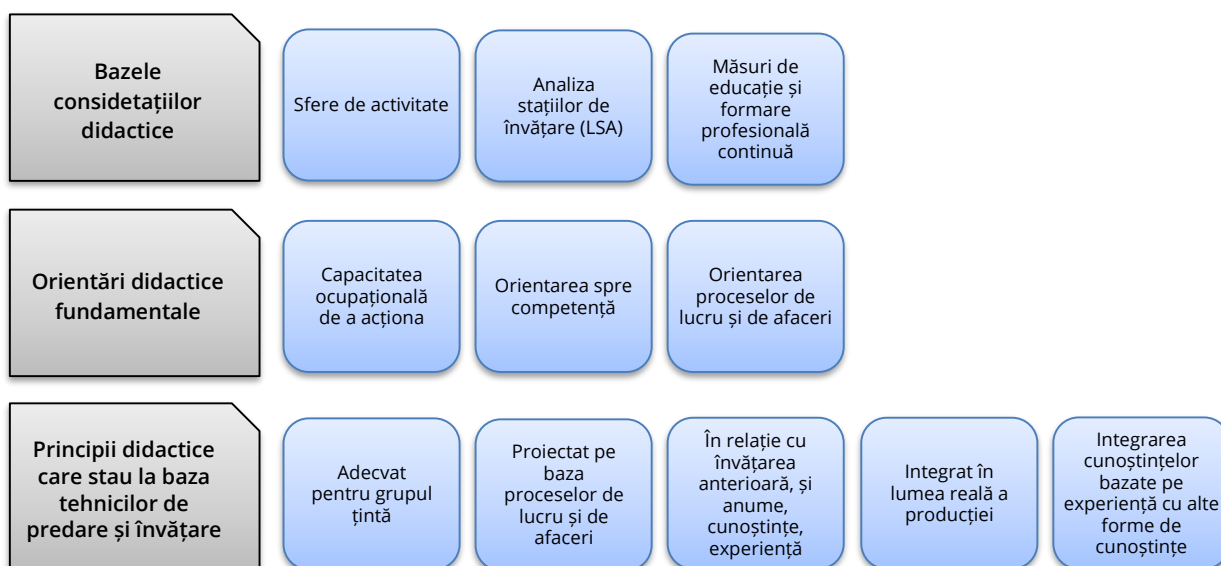 Bazele
considetațiilor
didactice
Sfere de activitate
Analiza
stațiilor de
învățare (LSA)
Măsuri de
educație și
formare
profesională
continuă
Orientări didactice
fundamentale
Capacitatea
ocupațională
de a acționa
Orientarea spre
competență
Orientarea
proceselor de
lucru și de afaceri
Principii didactice
care stau la baza
tehnicilor de
predare și învățare
Adecvat
pentru grupul
țintă
Proiectat pe
baza
proceselor de
lucru și de
afaceri
În relație cu
învățarea
anterioară, și
anume,
cunoștințe,
experiență
Integrat în
lumea reală a
producției
Integrarea
cunoștințelor
bazate pe
experiență cu alte
forme de
cunoștințe